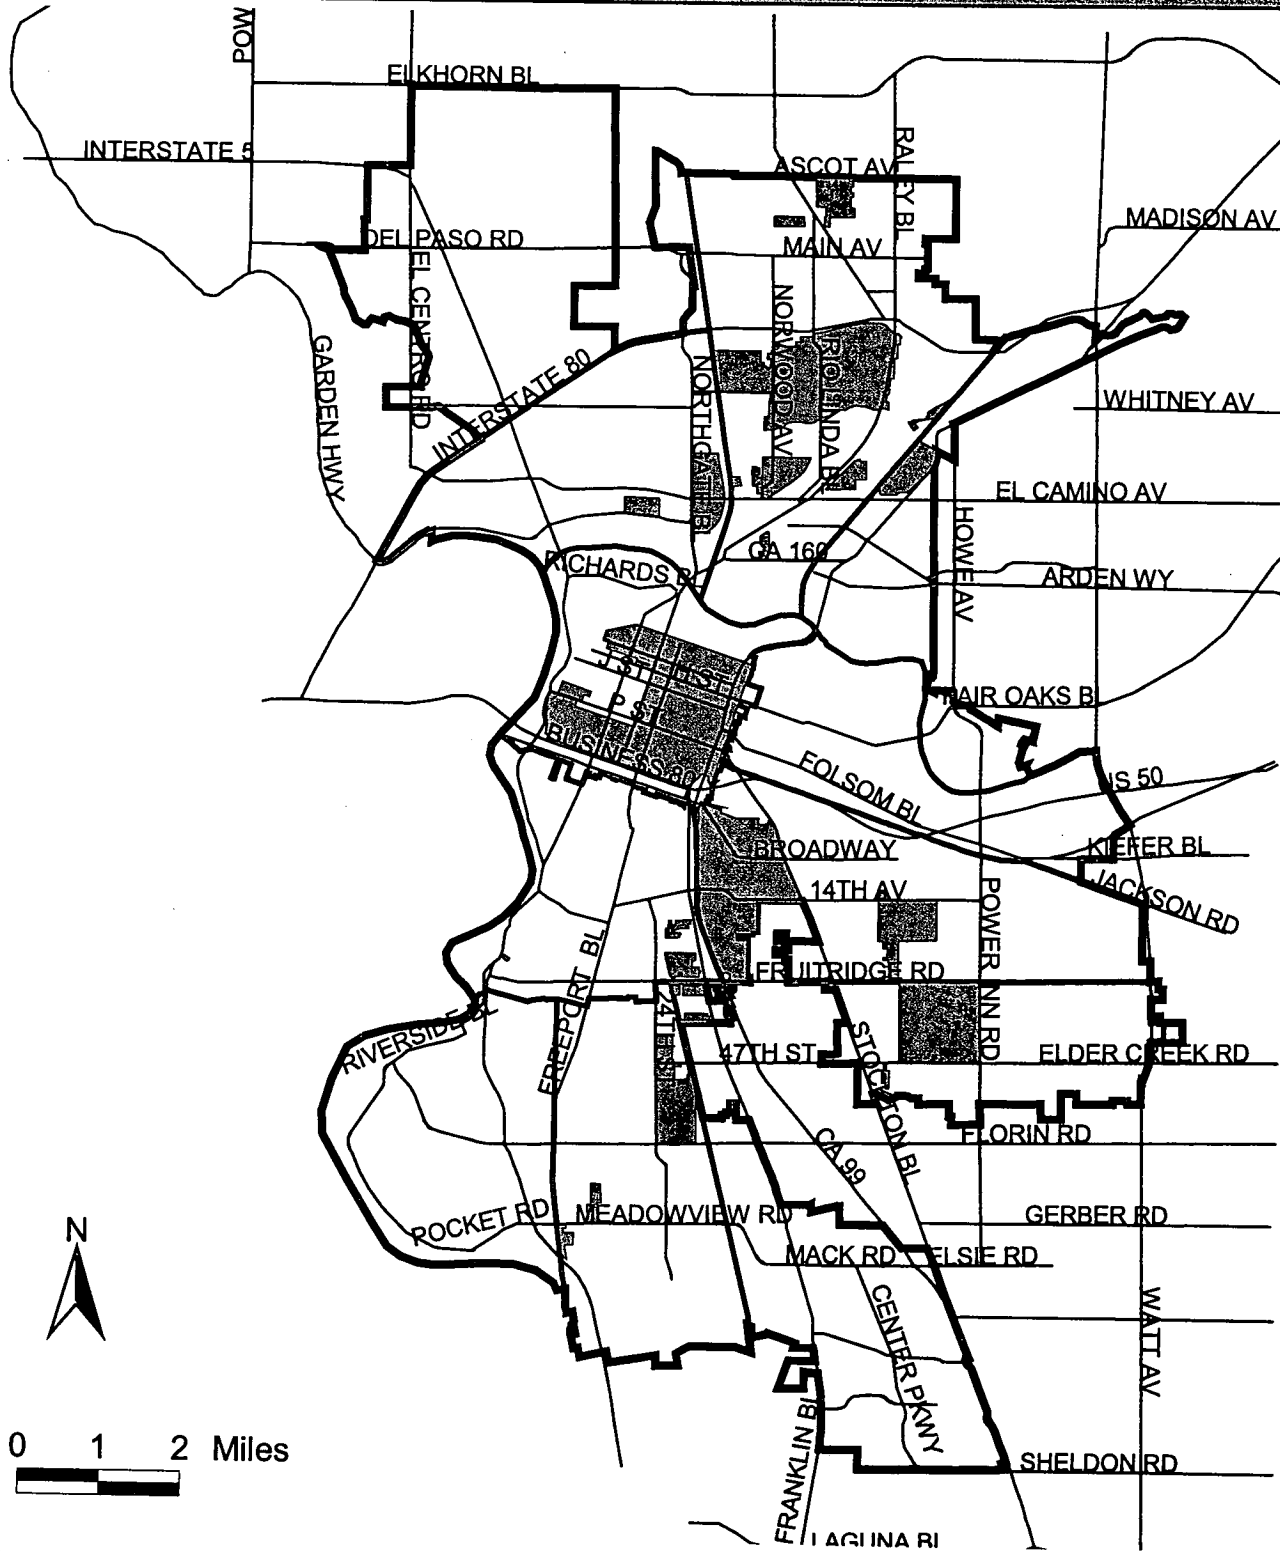 POW
ELKHORN BL
INTERSTATE 5
ASCOT AV
RALEY BL
MADISON AV
DEL PASO RD
MAIN AV
EL CENTRO RD
GARDEN HWY
NORWOOD AV
RIO LINDA BL
INTERSTATE 80
NORTHGATE BL
WHITNEY AV
EL CAMINO AV
HOWE AV
CA 160
RICHARDS BL
ARDEN WY
J ST
H ST
FAIR OAKS BL
P ST
BUSINESS 80
FOLSOM BL
US 50
BROADWAY
KIEFER BL
14TH AV
JACKSON RD
POWER INN RD
FREEPORT BL
FRUITRIDGE RD
RIVERSIDE BL
24TH ST
47TH ST
STOCKTON BL
ELDER CREEK RD
FLORIN RD
CA 99
POCKET RD
MEADOWVIEW RD
GERBER RD
N
MACK RD
ELSIE RD
CENTER PKWY
WATT AV
0 1 2 Miles
FRANKLIN BL
SHELDON RD
LAGUNA BL